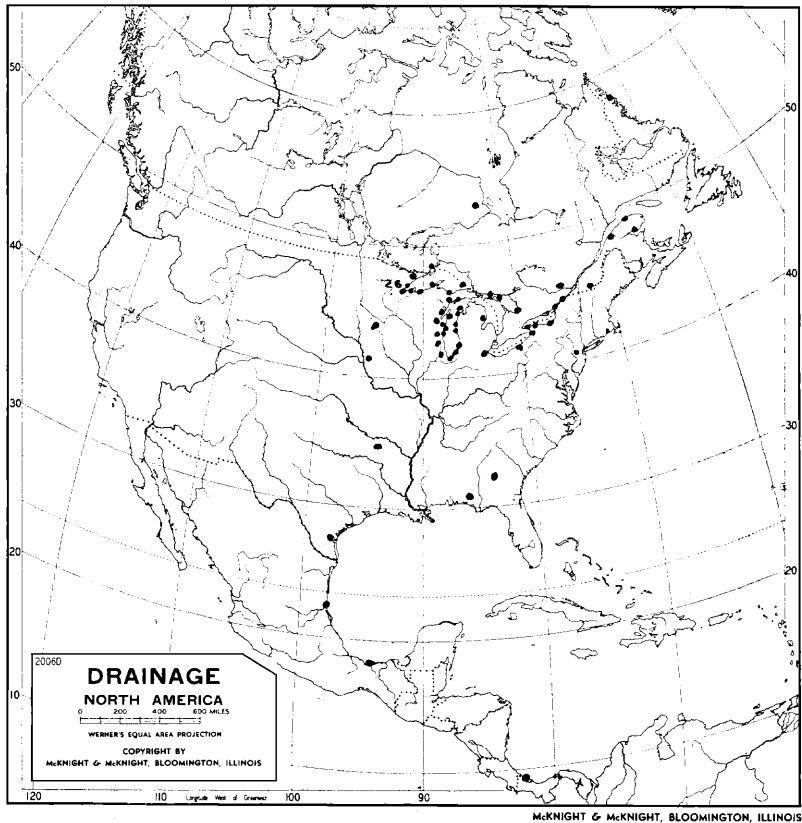 50
50
40
40
30
30
20
20
10
26
2006D
DRAINAGE
NORTH AMERICA
0 200 400 600 MILES
WERNER'S EQUAL AREA PROJECTION
COPYRIGHT BY
McKNIGHT & McKNIGHT, BLOOMINGTON, ILLINOIS
120 110 Longitude West of Greenwich 100 90
McKNIGHT & McKNIGHT, BLOOMINGTON, ILLINOIS